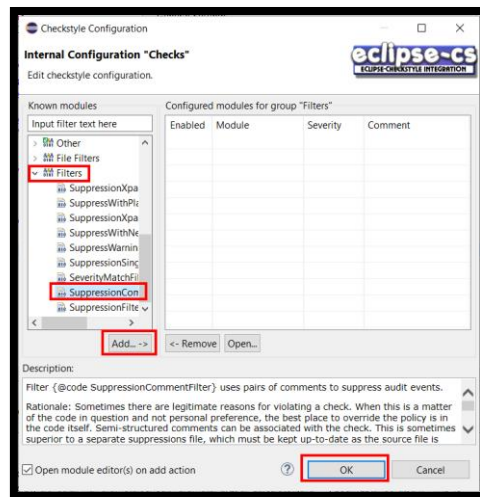 Checkstyle Configuration
Internal Configuration "Checks"
Edit checkstyle configuration.
eclipse-cs
ECLIPSE-CHECKSTYLE INTEGRATION
Known modules
Configured modules for group "Filters"
Input filter text here
Enabled Module Severity Comment
Other
File Filters
Filters
SuppressionXpa
SuppressWithPla
SuppressionXpa
SuppressWithNe
SuppressWarnin
SuppressionSing
SeverityMatchFil
SuppressionCom
SuppressionFilte
Add... ->
<- Remove Open...
Description:
Filter {@code SuppressionCommentFilter} uses pairs of comments to suppress audit events.
Rationale: Sometimes there are legitimate reasons for violating a check. When this is a matter
of the code in question and not personal preference, the best place to override the policy is in
the code itself. Semi-structured comments can be associated with the check. This is sometimes
superior to a separate suppressions file, which must be kept up-to-date as the source file is
Open module editor(s) on add action
? OK Cancel